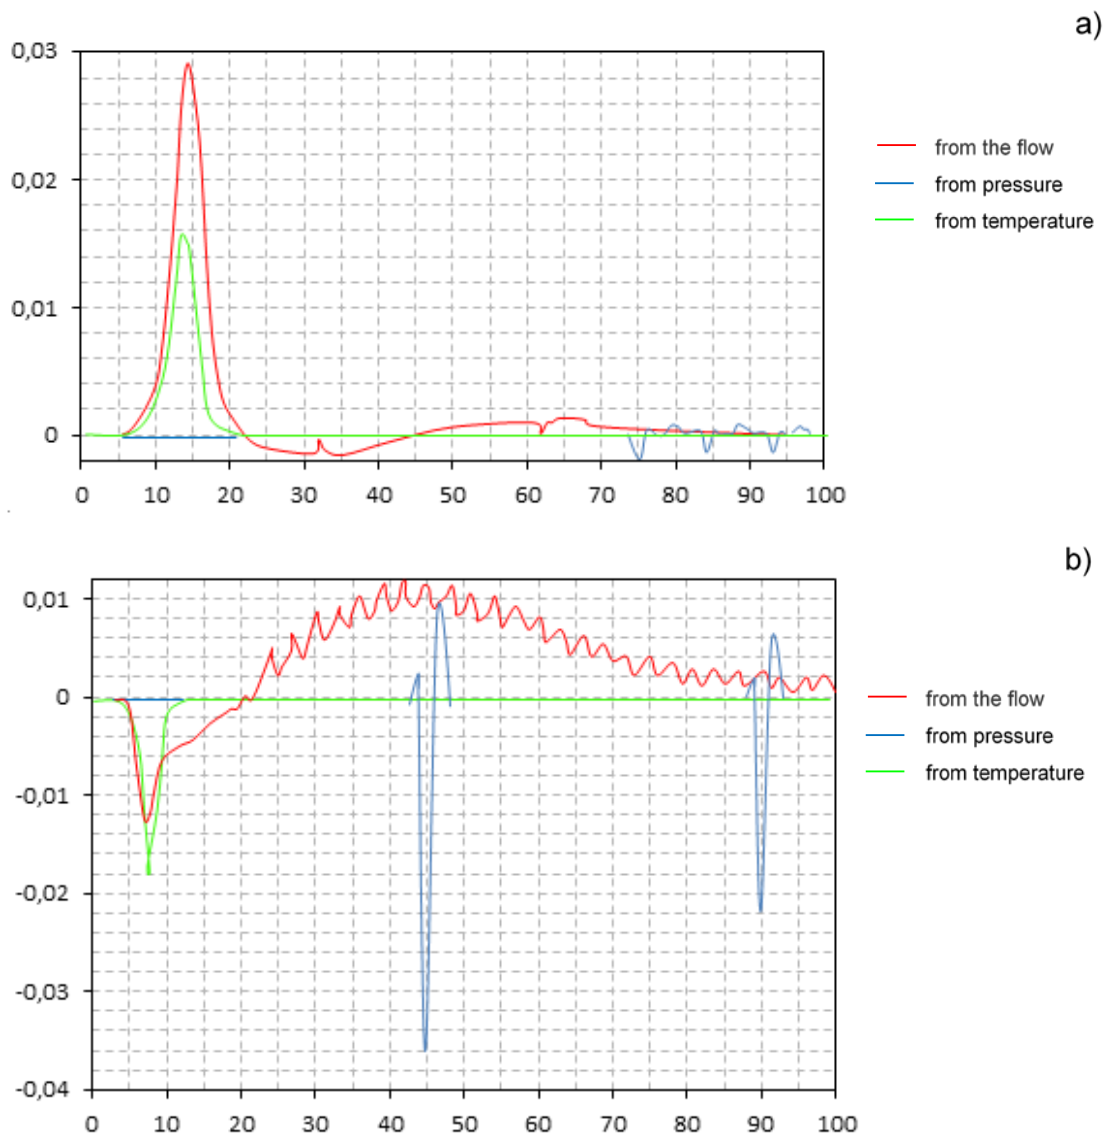 a)
0,03
0,02
0,01
0
0 10 20 30 40 50 60 70 80 90 100
from the flow
from pressure
from temperature
b)
0,01
0
-0,01
-0,02
-0,03
-0,04
0 10 20 30 40 50 60 70 80 90 100
from the flow
from pressure
from temperature